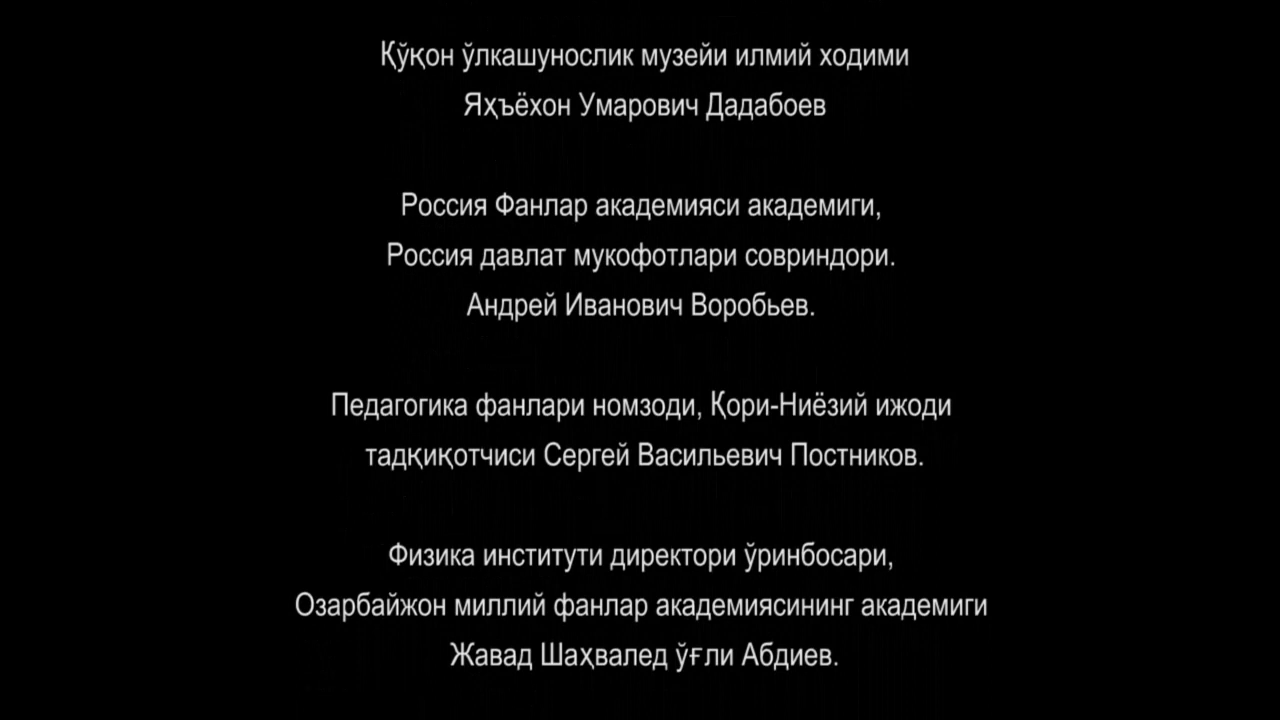 Қўқон ўлкашунослик музейи илмий ходими
Яҳъёхон Умарович Дадабоев
Россия Фанлар академияси академиги,
Россия давлат мукофотлари совриндори.
Андрей Иванович Воробьев.
Педагогика фанлари номзоди, Қори-Ниёзий ижоди
тадқиқотчиси Сергей Васильевич Постников.
Физика институти директори ўринбосари,
Озарбайжон миллий фанлар академиясининг академиги
Жавад Шаҳвалед ўғли Абдиев.